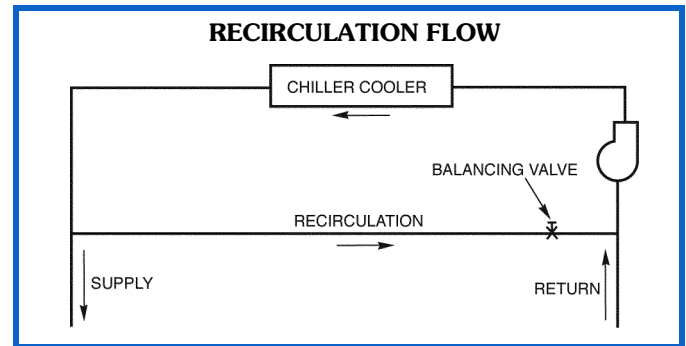 RECIRCULATION FLOW
CHILLER COOLER
BALANCING VALVE
RECIRCULATION
SUPPLY
RETURN